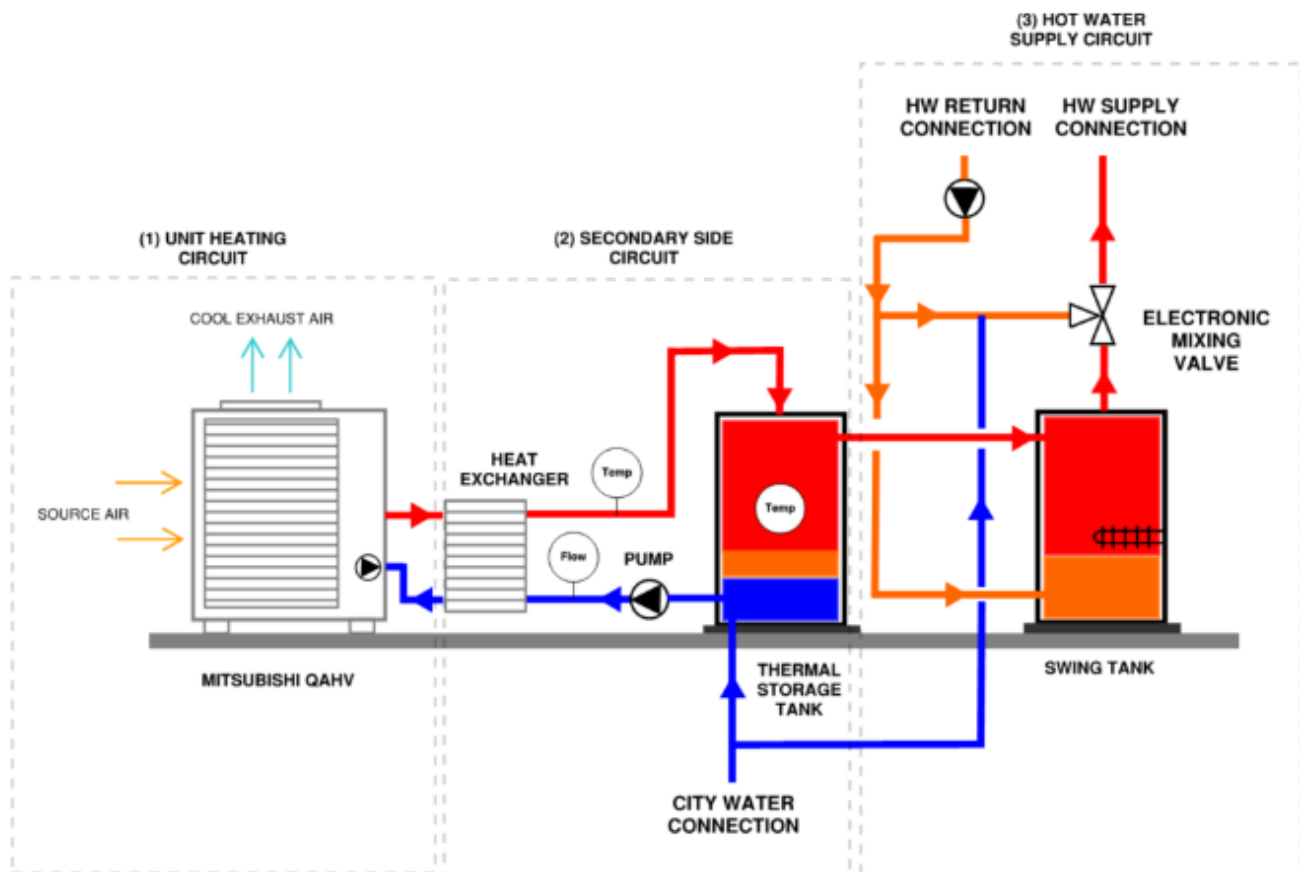 (3) HOT WATER
SUPPLY CIRCUIT
HW RETURN
CONNECTION
HW SUPPLY
CONNECTION
(1) UNIT HEATING
CIRCUIT
(2) SECONDARY SIDE
CIRCUIT
COOL EXHAUST AIR
ELECTRONIC
MIXING
VALVE
HEAT
EXCHANGER
Temp
SOURCE AIR
Temp
Flow
PUMP
MITSUBISHI QAHV
THERMAL
STORAGE
TANK
SWING TANK
CITY WATER
CONNECTION